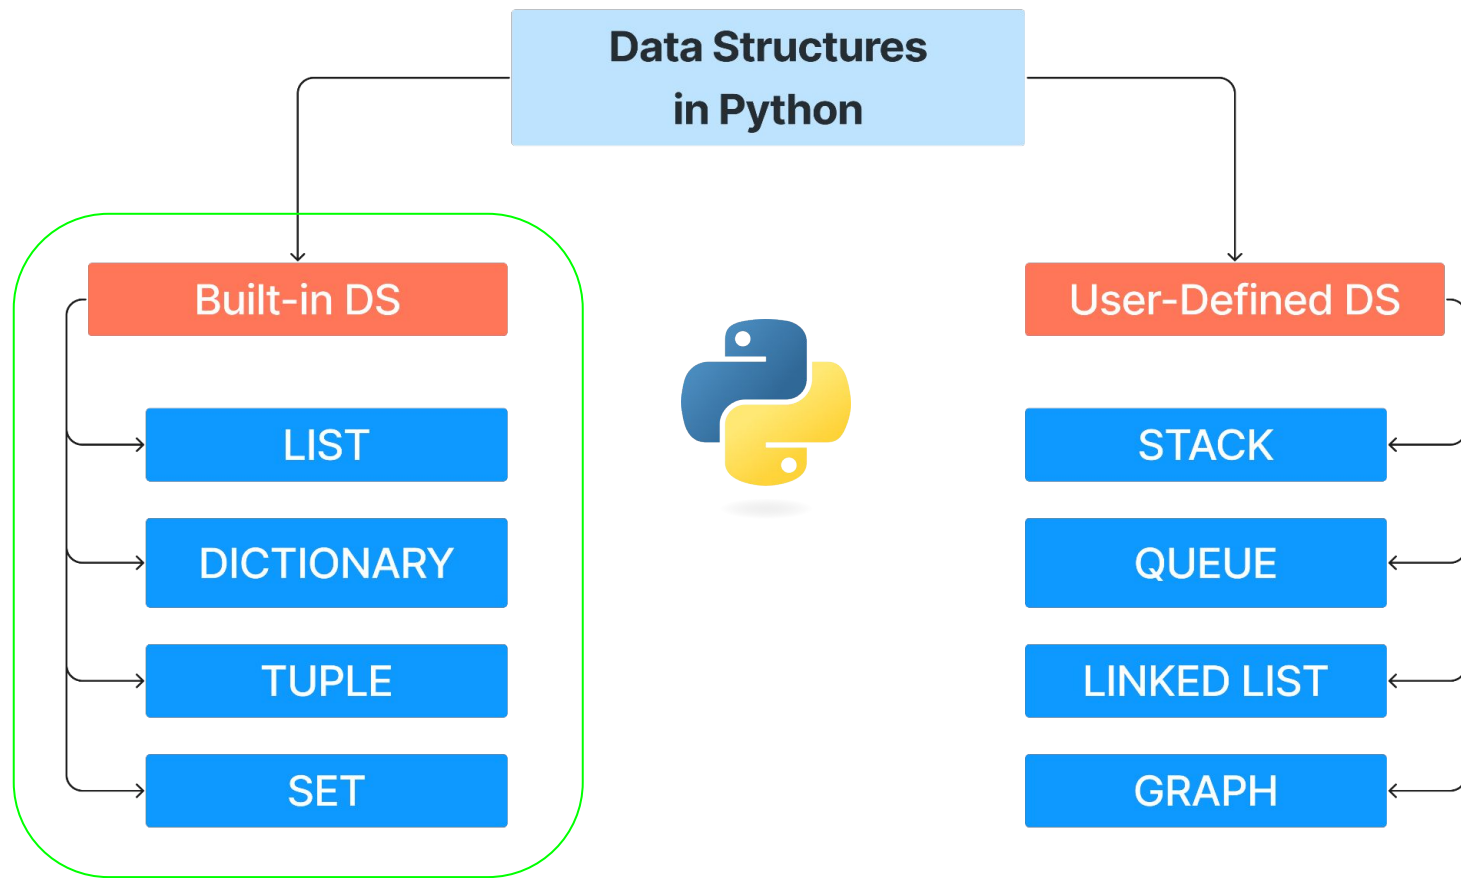 Data Structures
in Python
Built-in DS
LIST
DICTIONARY
TUPLE
SET
User-Defined DS
STACK
QUEUE
LINKED LIST
GRAPH